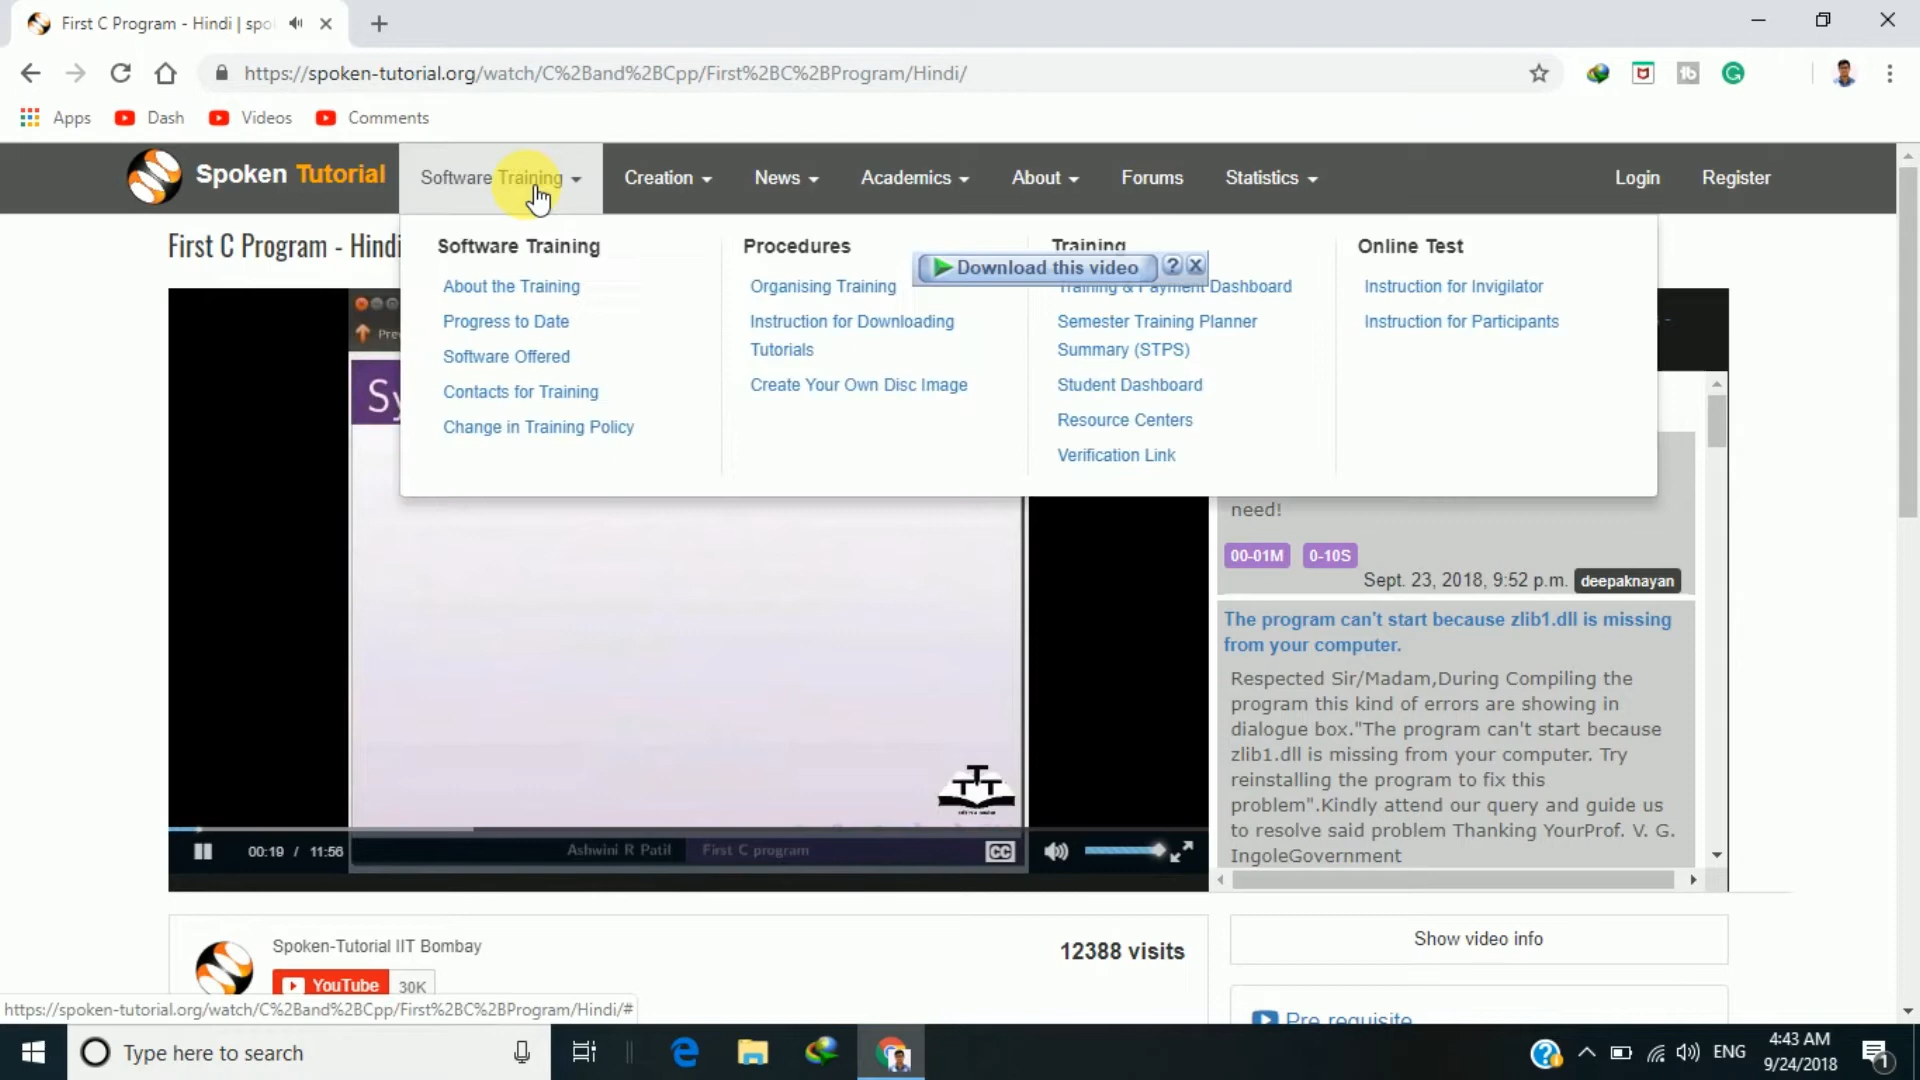 First C Program - Hindi | spo
https://spoken-tutorial.org/watch/C%2Band%2BCpp/First%2BC%2BProgram/Hindi/
Apps Dash Videos Comments
Spoken Tutorial Software Training Creation News Academics About Forums Statistics Login Register
First C Program - Hindi
Software Training
About the Training
Progress to Date
Software Offered
Contacts for Training
Change in Training Policy
Procedures
Organising Training
Instruction for Downloading
Tutorials
Create Your Own Disc Image
Training
Download this video ?
Training & Payment Dashboard
Semester Training Planner
Summary (STPS)
Student Dashboard
Resource Centers
Verification Link
Online Test
Instruction for Invigilator
Instruction for Participants
Prev
Sy
need!
00-01M 0-10S
Sept. 23, 2018, 9:52 p.m. deepaknayan
The program can't start because zlib1.dll is missing
from your computer.
Respected Sir/Madam,During Compiling the
program this kind of errors are showing in
dialogue box."The program can't start because
zlib1.dll is missing from your computer. Try
reinstalling the program to fix this
problem".Kindly attend our query and guide us
to resolve said problem Thanking YourProf. V. G.
IngoleGovernment
00:19 / 11:56 Ashwini R Patil First C program CC
Spoken-Tutorial IIT Bombay
YouTube 30K
12388 visits
Show video info
Pre requisite
https://spoken-tutorial.org/watch/C%2Band%2BCpp/First%2BC%2BProgram/Hindi/#
Type here to search
ENG
4:43 AM
9/24/2018
1